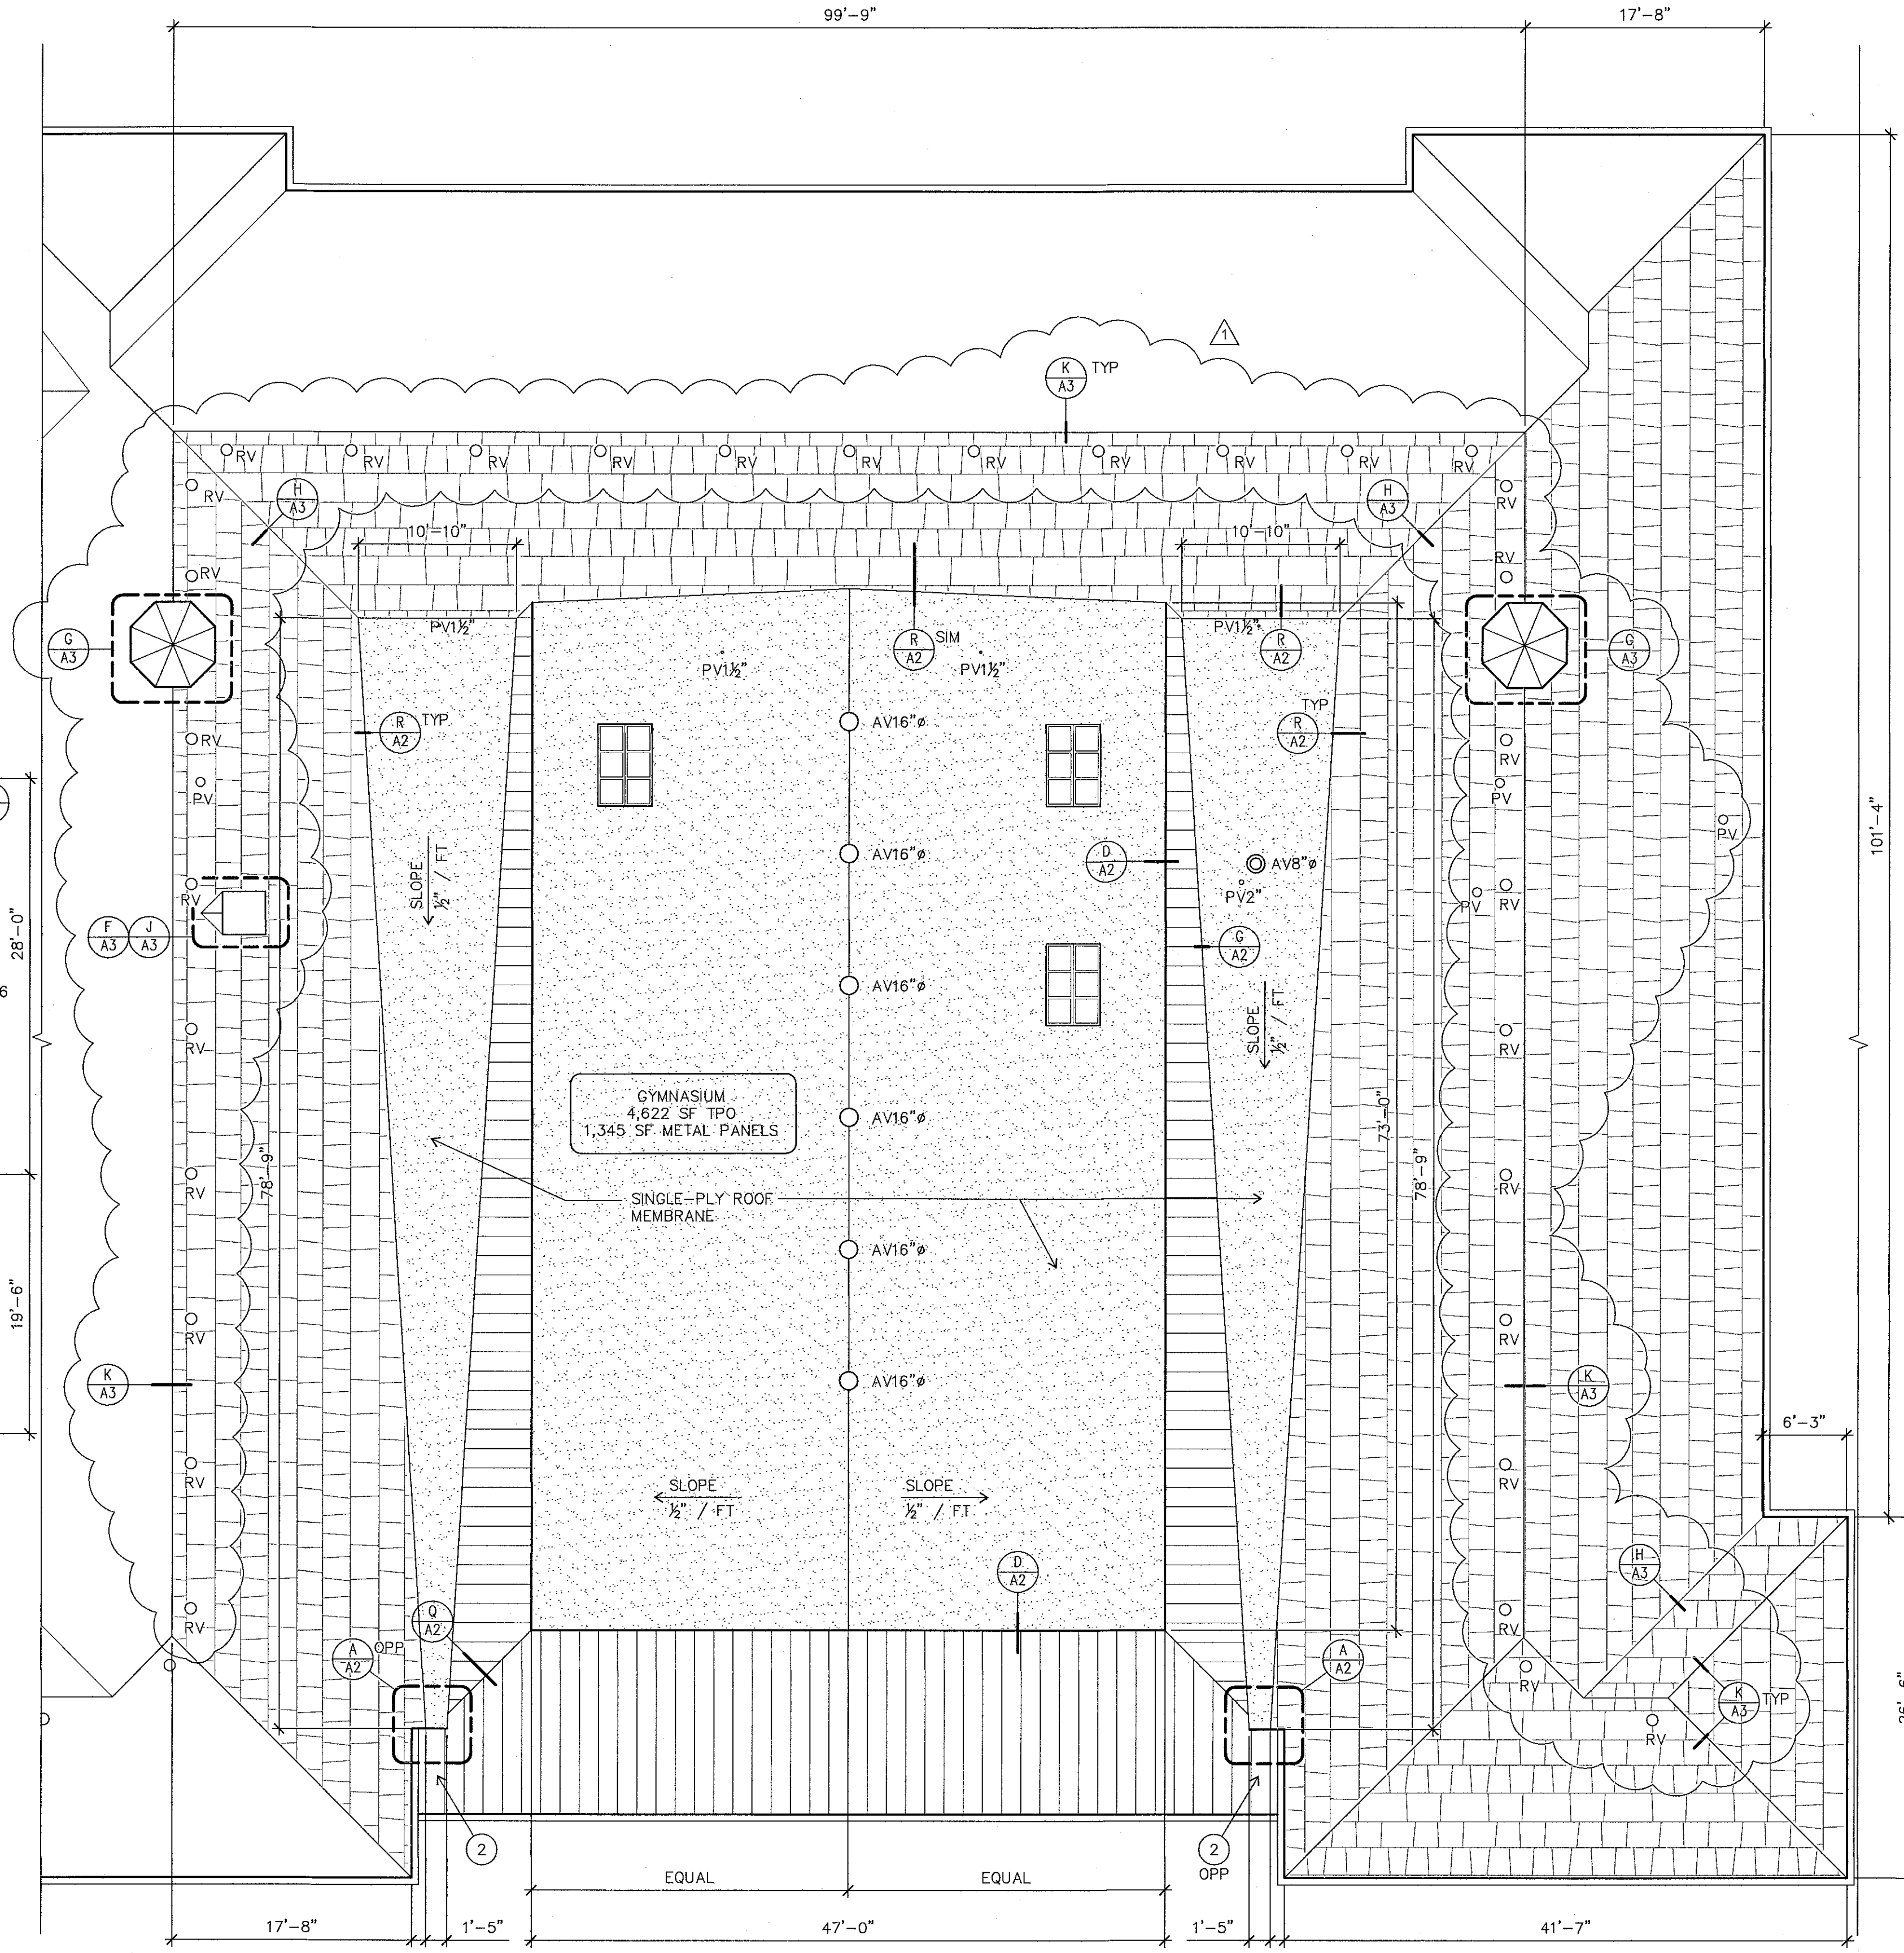 99'-9"
17'-8"
1
K
A3
TYP
RV
RV
RV
RV
RV
RV
RV
RV
RV
RV
RV
RV
H
A3
H
A3
RV
10'-10"
10'-10"
RV
RV
G
A3
PV1½"
R
A2
SIM
PV1½"
PV1½"
PV1½"
R
A2
G
A3
RV
R
A2
TYP
AV16"ø
TYP
R
A2
RV
PV
PV
PV
SLOPE
½" / FT
AV16"ø
D
A2
AV8"ø
PV2"
101'-4"
RV
F
A3
J
A3
PV
RV
28'-0"
G
A2
6
AV16"ø
SLOPE
½" / FT
RV
RV
GYMNASIUM
4,622 SF TPO
1,345 SF METAL PANELS
AV16"ø
73'-0"
78'-9"
78'-9"
RV
RV
SINGLE-PLY ROOF
MEMBRANE
AV16"ø
19'-6"
RV
RV
K
A3
AV16"ø
K
A3
6'-3"
RV
RV
SLOPE
½" / FT
SLOPE
½" / FT
D
A2
H
A3
RV
Q
A2
A
A2
OPP
A
A2
RV
RV
K
A3
TYP
RV
2
2
OPP
EQUAL
EQUAL
17'-8"
1'-5"
47'-0"
1'-5"
41'-7"